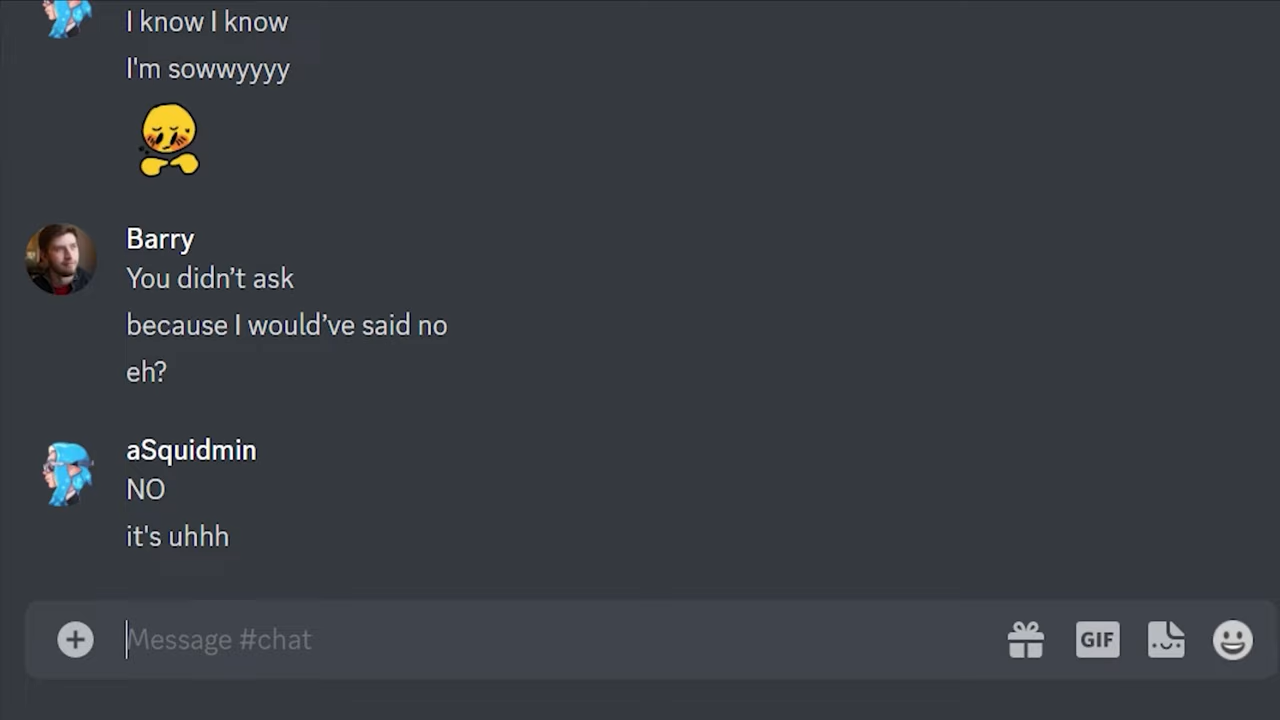 I know I know
I'm sowwyyyy
Barry
You didn’t ask
because I would’ve said no
eh?
aSquidmin
NO
it's uhhh
Message #chat
GIF